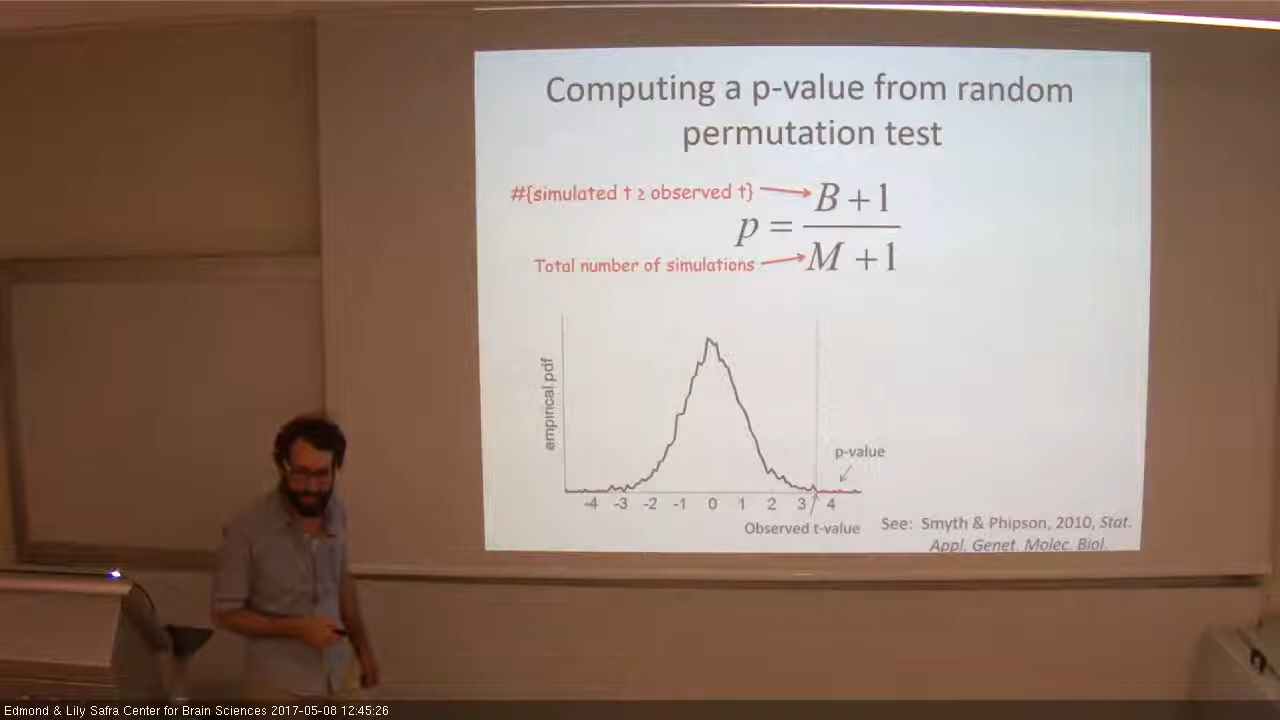 Computing a p-value from random
permutation test
#{simulated t ≥ observed t}
p = B + 1
M + 1
Total number of simulations
empirical pdf
p-value
-4 -3 -2 -1 0 1 2 3 4
Observed t-value
See: Smyth & Phipson, 2010, Stat.
Appl. Genet. Molec. Biol.
Edmond & Lily Safra Center for Brain Sciences 2017-05-08 12:45:26